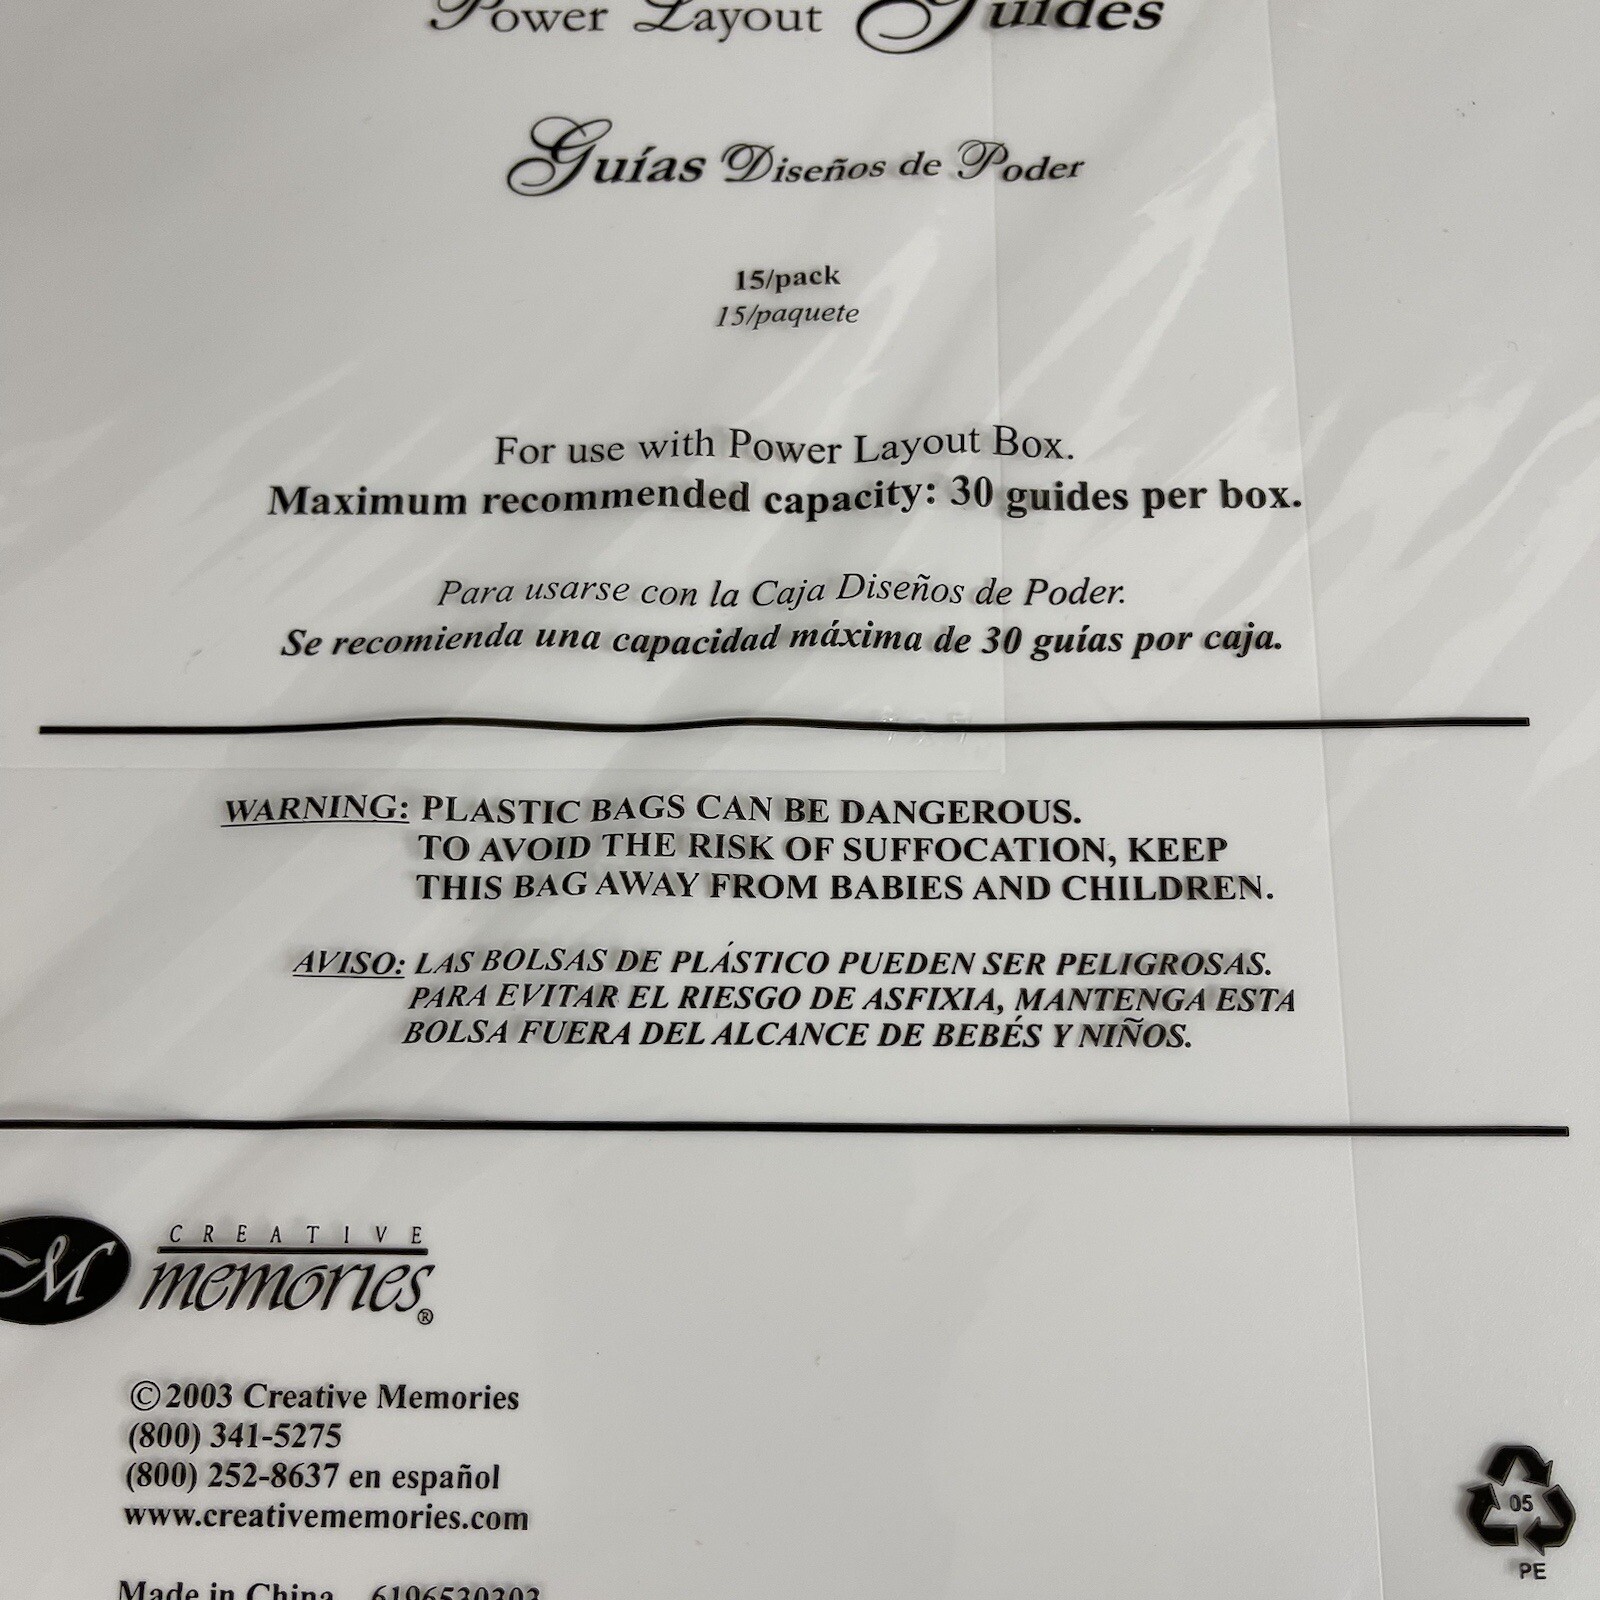 Power Layout Guides
Guías Diseños de Poder
15/pack
15/paquete
For use with Power Layout Box.
Maximum recommended capacity: 30 guides per box.
Para usarse con la Caja Diseños de Poder.
Se recomienda una capacidad máxima de 30 guías por caja.
WARNING: PLASTIC BAGS CAN BE DANGEROUS.
TO AVOID THE RISK OF SUFFOCATION, KEEP
THIS BAG AWAY FROM BABIES AND CHILDREN.
AVISO: LAS BOLSAS DE PLÁSTICO PUEDEN SER PELIGROSAS.
PARA EVITAR EL RIESGO DE ASFIXIA, MANTENGA ESTA
BOLSA FUERA DEL ALCANCE DE BEBÉS Y NIÑOS.
M
CREATIVE
memories®
©2003 Creative Memories
(800) 341-5275
(800) 252-8637 en español
www.creativememories.com
05
PE
Made in China